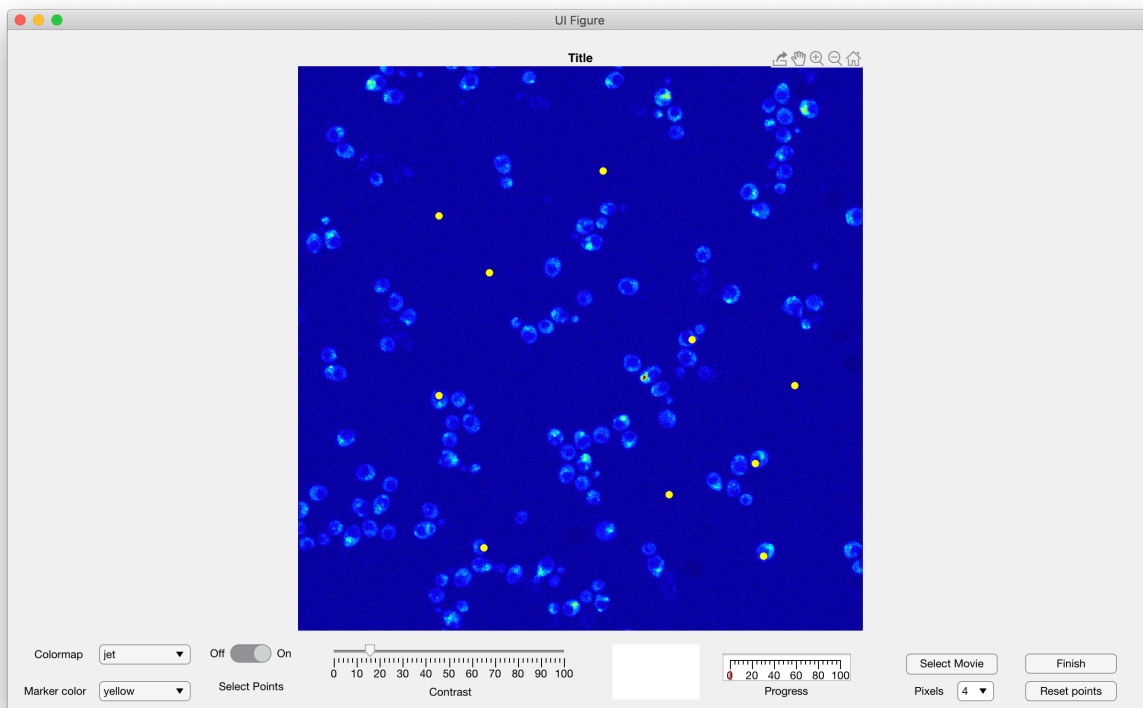 UI Figure
Title
Colormap
jet
Off
On
Select Points
Marker color
yellow
0 10 20 30 40 50 60 70 80 90 100
Contrast
0 20 40 60 80 100
Progress
Select Movie
Finish
Pixels
4
Reset points